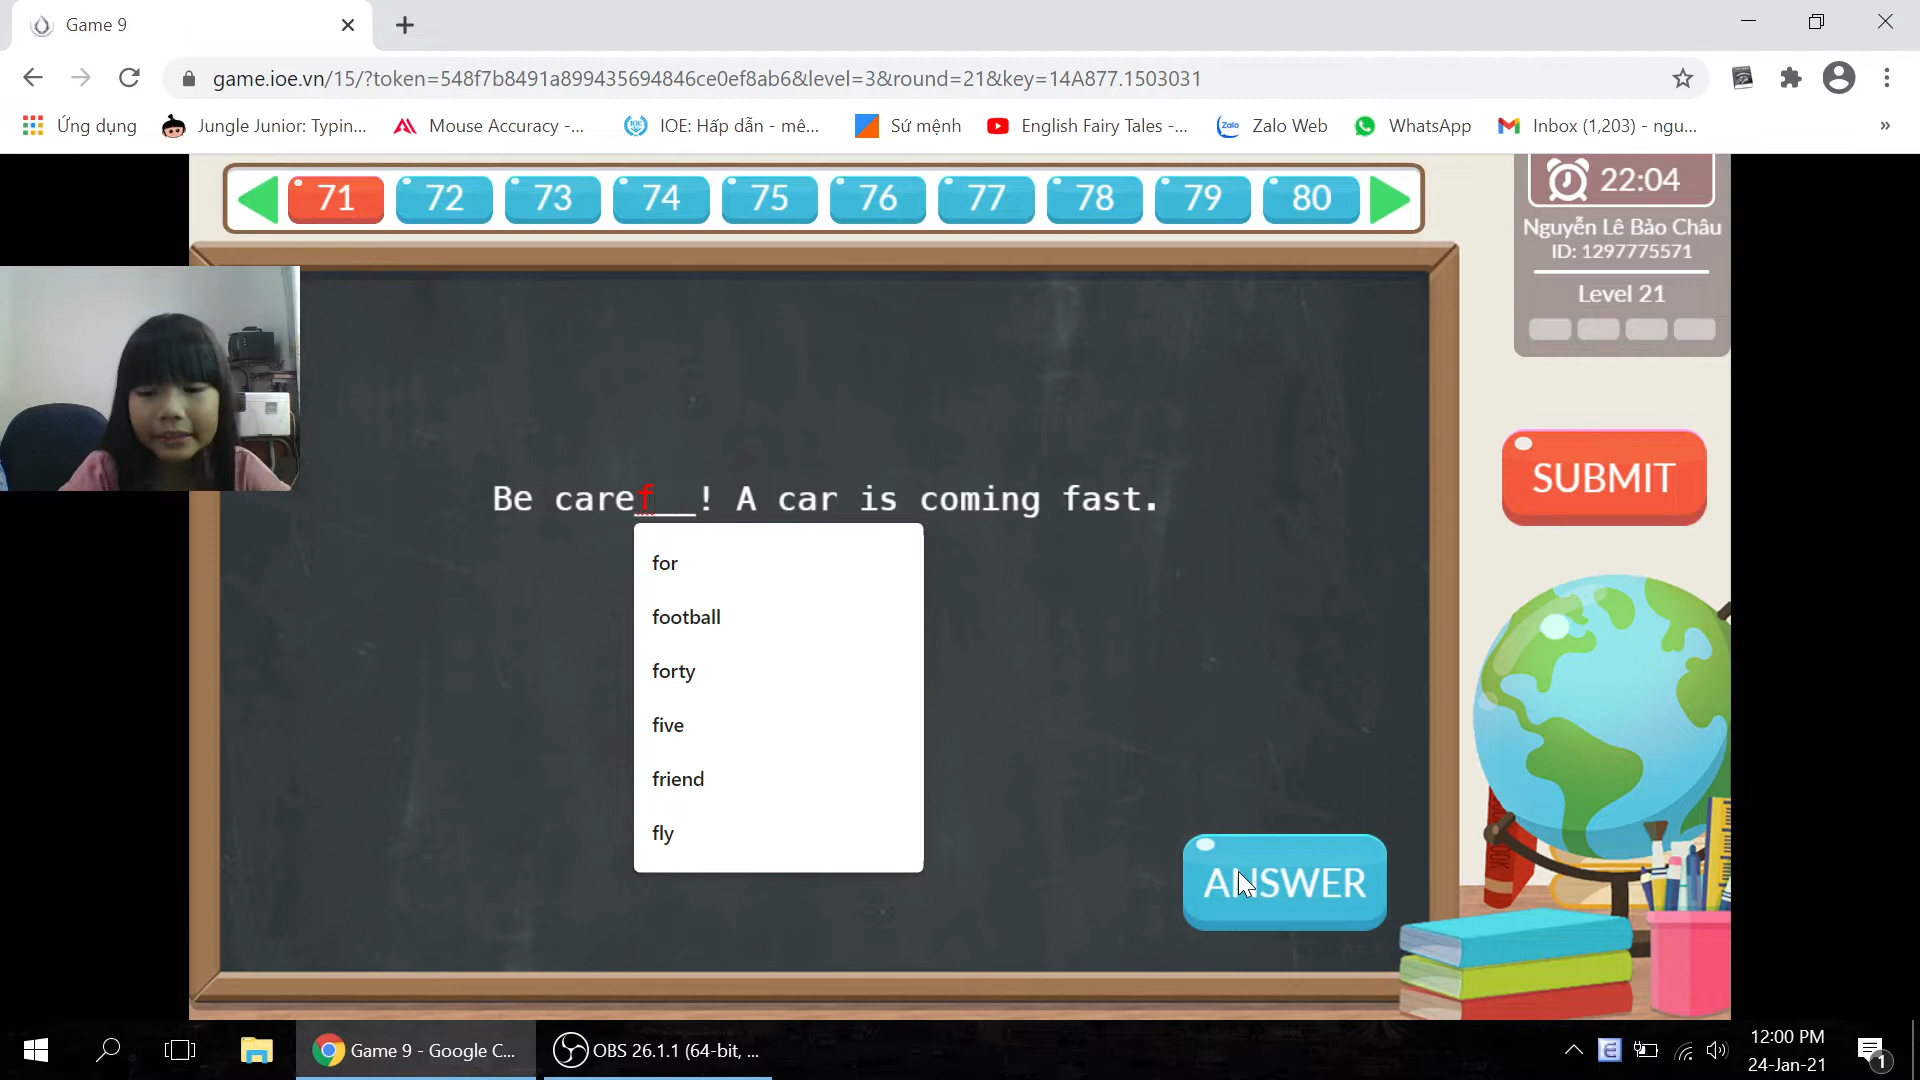 Game 9
game.ioe.vn/15/?token=548f7b8491a899435694846ce0ef8ab6&level=3&round=21&key=14A877.1503031
Ứng dụng
Jungle Junior: Typin...
Mouse Accuracy -...
IOE: Hấp dẫn - mê...
Sứ mệnh
English Fairy Tales -...
Zalo Web
WhatsApp
Inbox (1,203) - ngu...
»
71 72 73 74 75 76 77 78 79 80
22:04
Nguyễn Lê Bảo Châu
ID: 1297775571
Level 21
SUBMIT
Be caref__! A car is coming fast.
for
football
forty
five
friend
fly
ANSWER
Game 9 - Google C...
OBS 26.1.1 (64-bit, ...
12:00 PM
24-Jan-21
1